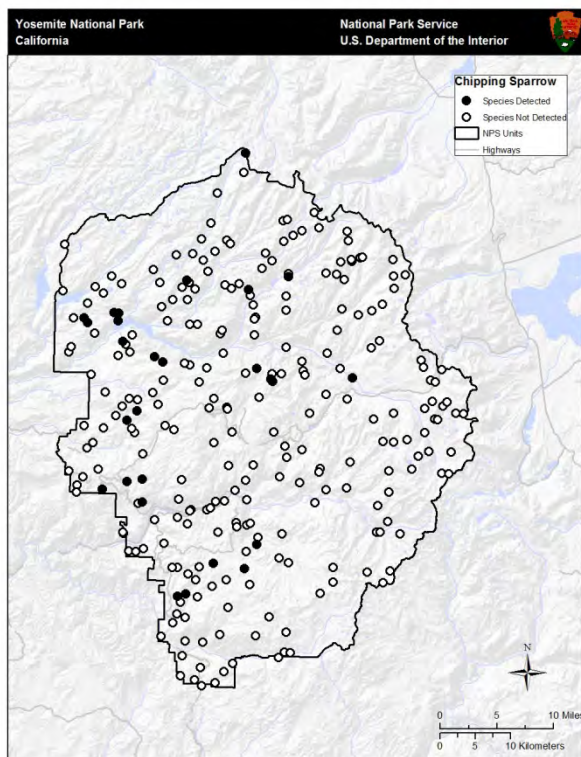 Yosemite National Park
California
National Park Service
U.S. Department of the Interior
Chipping Sparrow
Species Detected
Species Not Detected
NPS Units
Highways
N
0 5 10 Miles
0 5 10 Kilometers